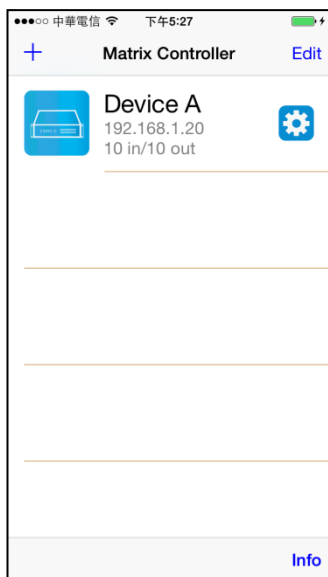 中華電信 下午5:27
+ Matrix Controller Edit
Device A
192.168.1.20
10 in/10 out
Info